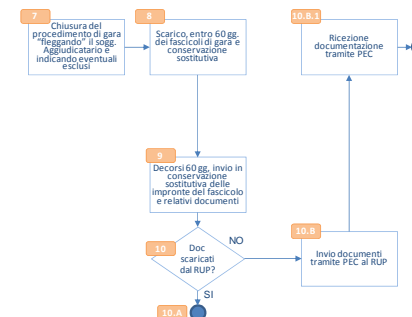 7
Chiusura del
procedimento di gara
"fleggando" il sogg.
Aggiudicatario e
indicando eventuali
esclusi
8
Scarico, entro 60 gg.
dei fascicoli di gara e
conservazione
sostitutiva
10.B.1
Ricezione
documentazione
tramite PEC
9
Decorsi 60 gg, invio in
conservazione
sostitutiva delle
impronte del fascicolo
e relativi documenti
10
Doc
scaricati
dal RUP?
NO
10.B
Invio documenti
tramite PEC al RUP
SI
10.A